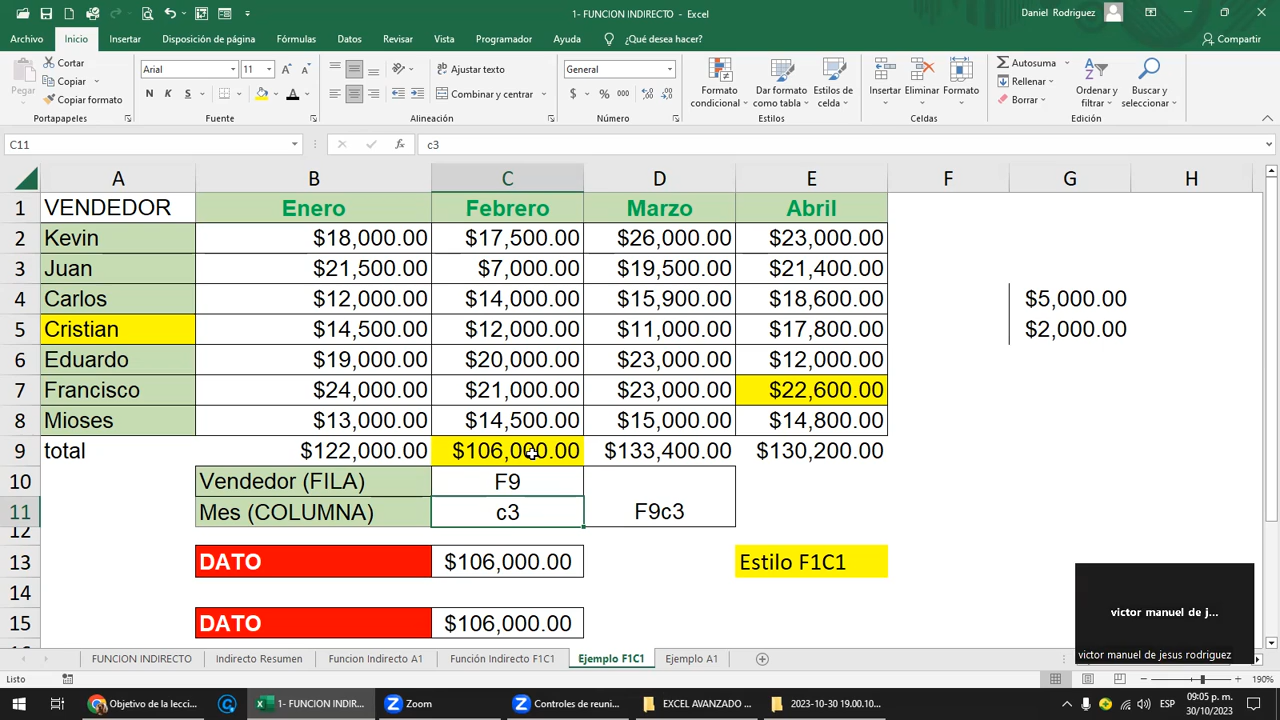 1- FUNCION INDIRECTO - Excel
Daniel Rodriguez
Archivo Inicio Insertar Disposición de página Fórmulas Datos Revisar Vista Programador Ayuda ¿Qué desea hacer? Compartir
Pegar
Cortar
Copiar
Copiar formato
Portapapeles
Arial 11
N K S
Fuente
Ajustar texto
Combinar y centrar
Alineación
General
$ % 000
Número
Formato condicional
Dar formato como tabla
Estilos de celda
Estilos
Insertar Eliminar Formato
Celdas
Autosuma
Rellenar
Borrar
Ordenar y filtrar
Buscar y seleccionar
Edición
C11 fx c3
A B C D E F G H
1 VENDEDOR Enero Febrero Marzo Abril
2 Kevin $18,000.00 $17,500.00 $26,000.00 $23,000.00
3 Juan $21,500.00 $7,000.00 $19,500.00 $21,400.00
4 Carlos $12,000.00 $14,000.00 $15,900.00 $18,600.00 $5,000.00
5 Cristian $14,500.00 $12,000.00 $11,000.00 $17,800.00 $2,000.00
6 Eduardo $19,000.00 $20,000.00 $23,000.00 $12,000.00
7 Francisco $24,000.00 $21,000.00 $23,000.00 $22,600.00
8 Mioses $13,000.00 $14,500.00 $15,000.00 $14,800.00
9 total $122,000.00 $106,000.00 $133,400.00 $130,200.00
10 Vendedor (FILA) F9
11 Mes (COLUMNA) c3 F9c3
12
13 DATO $106,000.00 Estilo F1C1
14
15 DATO $106,000.00
victor manuel de j...
victor manuel de jesus rodriguez
FUNCION INDIRECTO Indirecto Resumen Funcion Indirecto A1 Función Indirecto F1C1 Ejemplo F1C1 Ejemplo A1
Listo
190%
Objetivo de la lecci...
1- FUNCION INDIR...
Zoom
Controles de reuni...
EXCEL AVANZADO ...
2023-10-30 19.00.10...
ESP
09:05 p. m.
30/10/2023